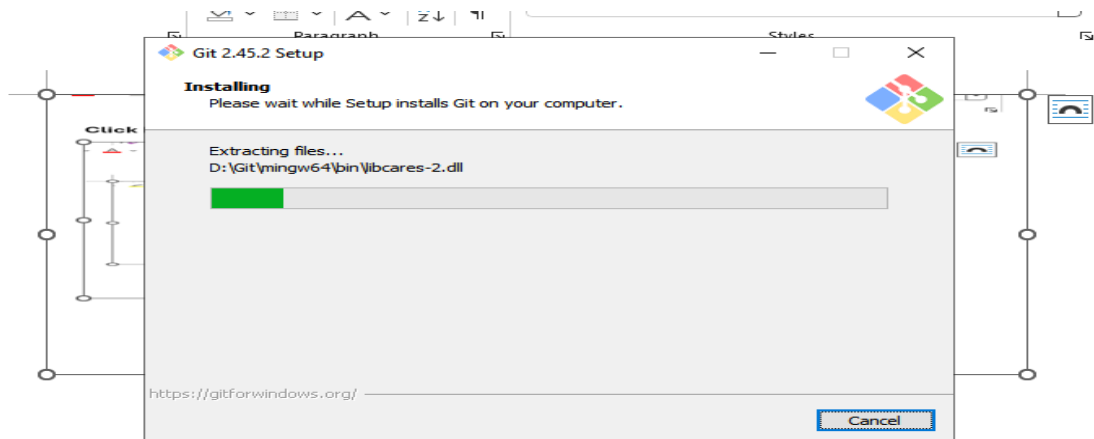 Paragraph
Styles
Git 2.45.2 Setup
Installing
Please wait while Setup installs Git on your computer.
Click
Extracting files...
D:\Git\mingw64\bin\libcares-2.dll
https://gitforwindows.org/
Cancel